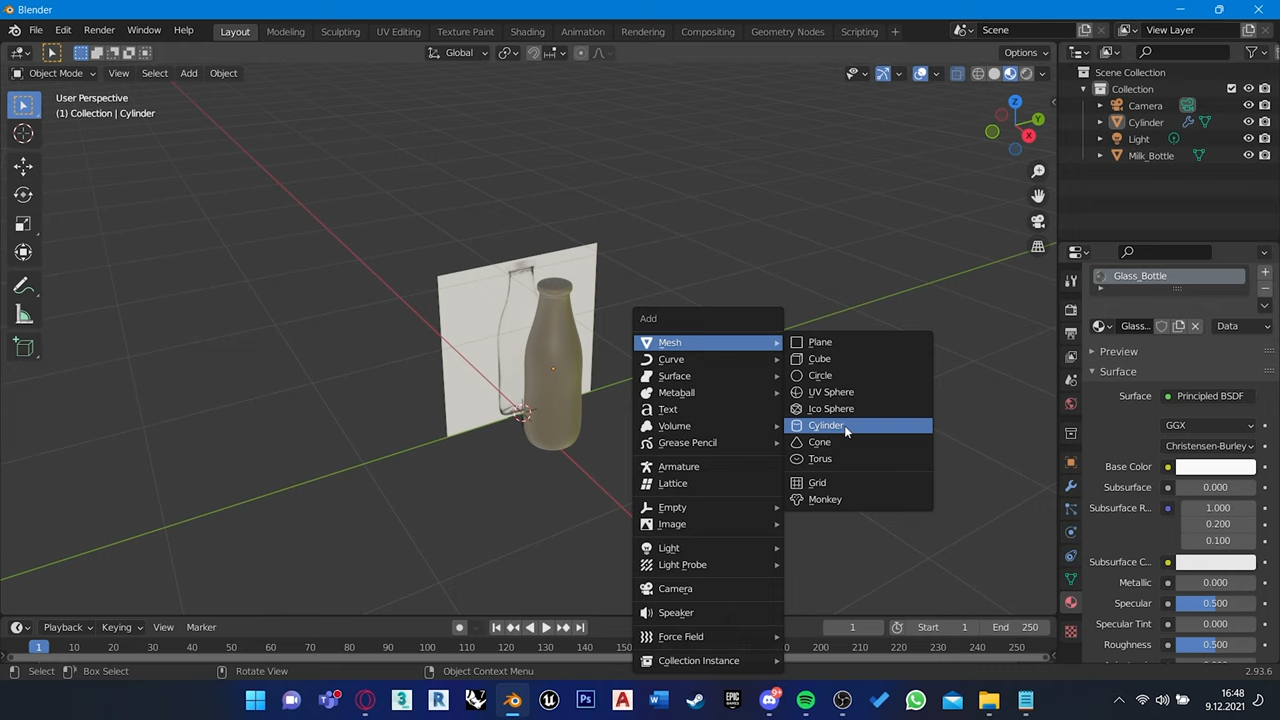 Blender
File Edit Render Window Help Layout Modeling Sculpting UV Editing Texture Paint Shading Animation Rendering Compositing Geometry Nodes Scripting + Scene View Layer
Global Options
Object Mode View Select Add Object
User Perspective
(1) Collection | Cylinder
Z
Y
X
Scene Collection
Collection
Camera
Cylinder
Light
Milk_Bottle
Add
Mesh
Curve
Surface
Metaball
Text
Volume
Grease Pencil
Armature
Lattice
Empty
Image
Light
Light Probe
Camera
Speaker
Force Field
Collection Instance
Plane
Cube
Circle
UV Sphere
Ico Sphere
Cylinder
Cone
Torus
Grid
Monkey
Glass_Bottle
Glass... Data
Preview
Surface
Surface Principled BSDF
GGX
Christensen-Burley
Base Color
Subsurface 0.000
Subsurface R... 1.000
0.200
0.100
Subsurface C...
Metallic 0.000
Specular 0.500
Specular Tint 0.000
Roughness 0.500
Playback Keying View Marker 1 Start 1 End 250
1 10 20 30 40 50 60 70 80 90 100 110 120 130 140 150 200 210 220 230 240 250
Select Box Select Rotate View Object Context Menu 2.93.6
16:48
9.12.2021